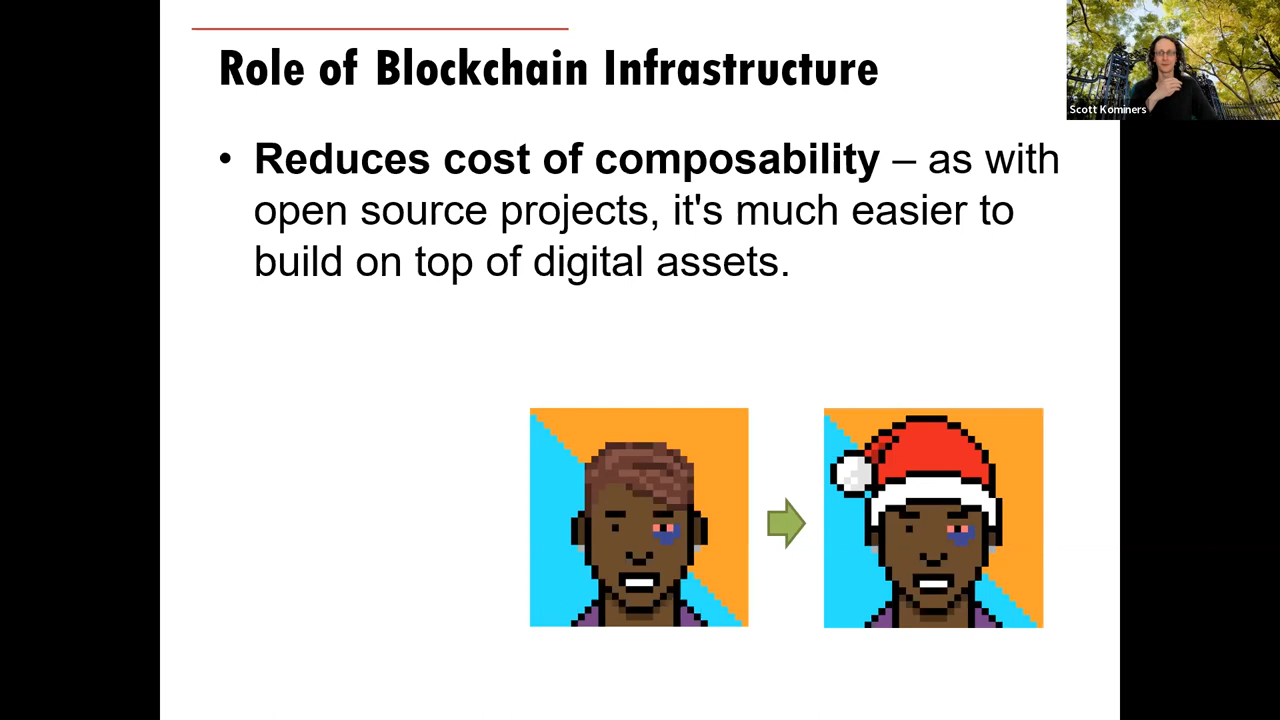 Role of Blockchain Infrastructure
Scott Kominers
• Reduces cost of composability – as with
open source projects, it's much easier to
build on top of digital assets.